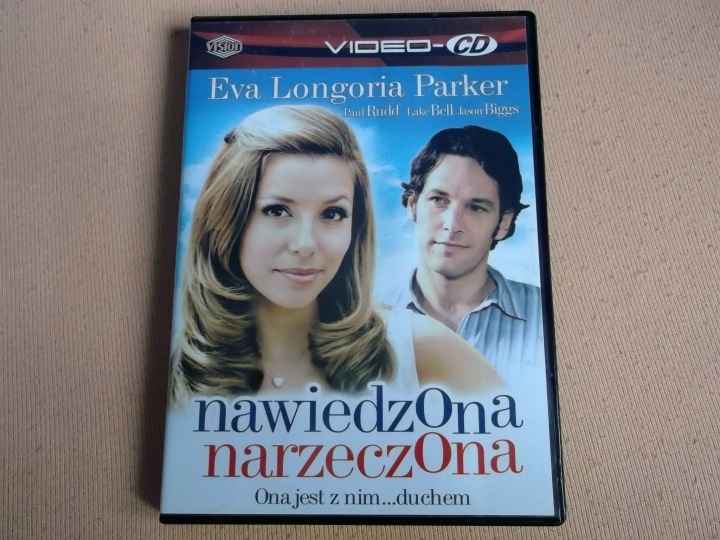 VISION
VIDEO-CD
Eva Longoria Parker
Paul Rudd Lake Bell Jason Biggs
nawiedzOna
narzeczOna
Ona jest z nim...duchem